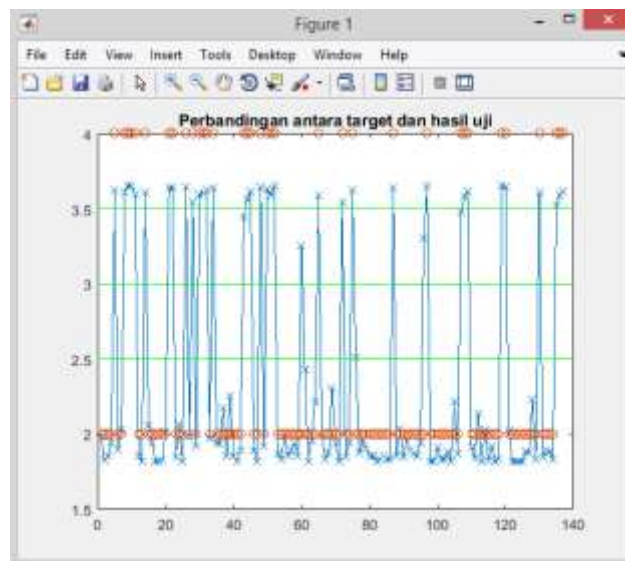 Figure 1
File Edit View Insert Tools Desktop Window Help
Perbandingan antara target dan hasil uji
4
3.5
3
2.5
2
1.5
0 20 40 60 80 100 120 140